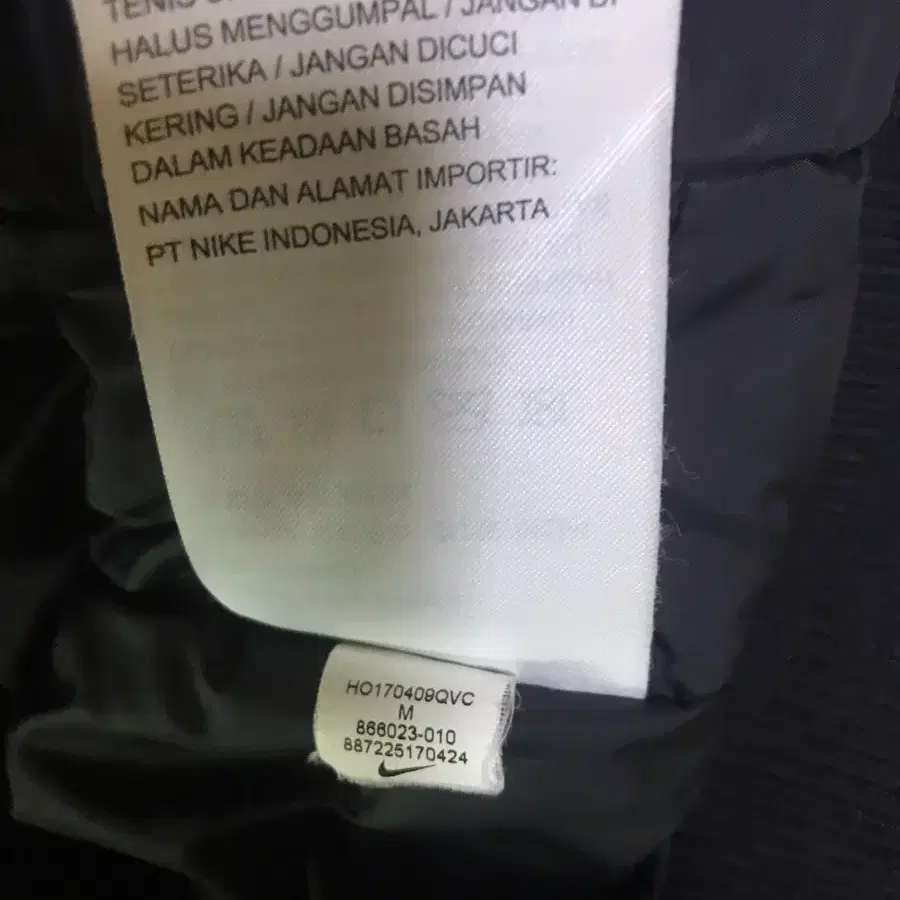 TENIS
HALUS MENGGUMPAL / JANGAN DI
SETERIKA / JANGAN DICUCI
KERING / JANGAN DISIMPAN
DALAM KEADAAN BASAH
NAMA DAN ALAMAT IMPORTIR:
PT NIKE INDONESIA, JAKARTA
HO170409QVC
M
866023-010
887225170424